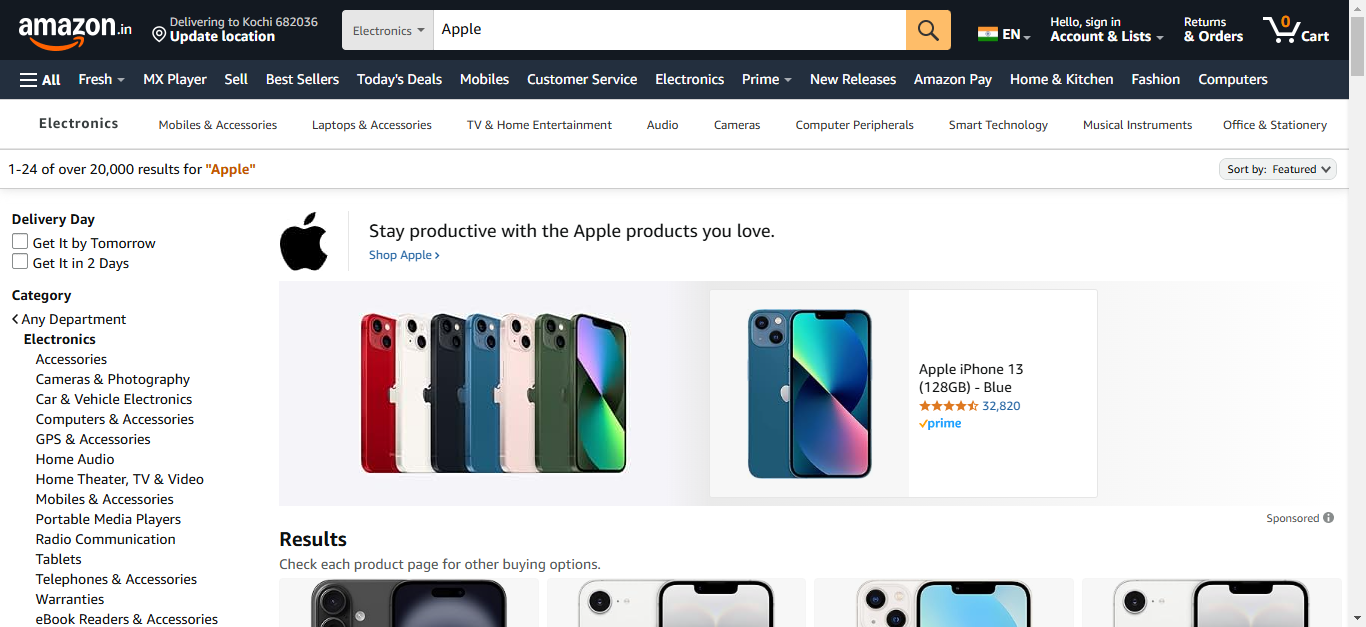 amazon.in
Delivering to Kochi 682036
Update location
Electronics
Apple
EN
Hello, sign in
Account & Lists
Returns
& Orders
0
Cart
All
Fresh
MX Player
Sell
Best Sellers
Today's Deals
Mobiles
Customer Service
Electronics
Prime
New Releases
Amazon Pay
Home & Kitchen
Fashion
Computers
Electronics
Mobiles & Accessories
Laptops & Accessories
TV & Home Entertainment
Audio
Cameras
Computer Peripherals
Smart Technology
Musical Instruments
Office & Stationery
1-24 of over 20,000 results for "Apple"
Sort by: Featured
Delivery Day
Get It by Tomorrow
Get It in 2 Days
Category
Any Department
Electronics
Accessories
Cameras & Photography
Car & Vehicle Electronics
Computers & Accessories
GPS & Accessories
Home Audio
Home Theater, TV & Video
Mobiles & Accessories
Portable Media Players
Radio Communication
Tablets
Telephones & Accessories
Warranties
eBook Readers & Accessories
Stay productive with the Apple products you love.
Shop Apple
Apple iPhone 13
(128GB) - Blue
32,820
prime
Sponsored
Results
Check each product page for other buying options.